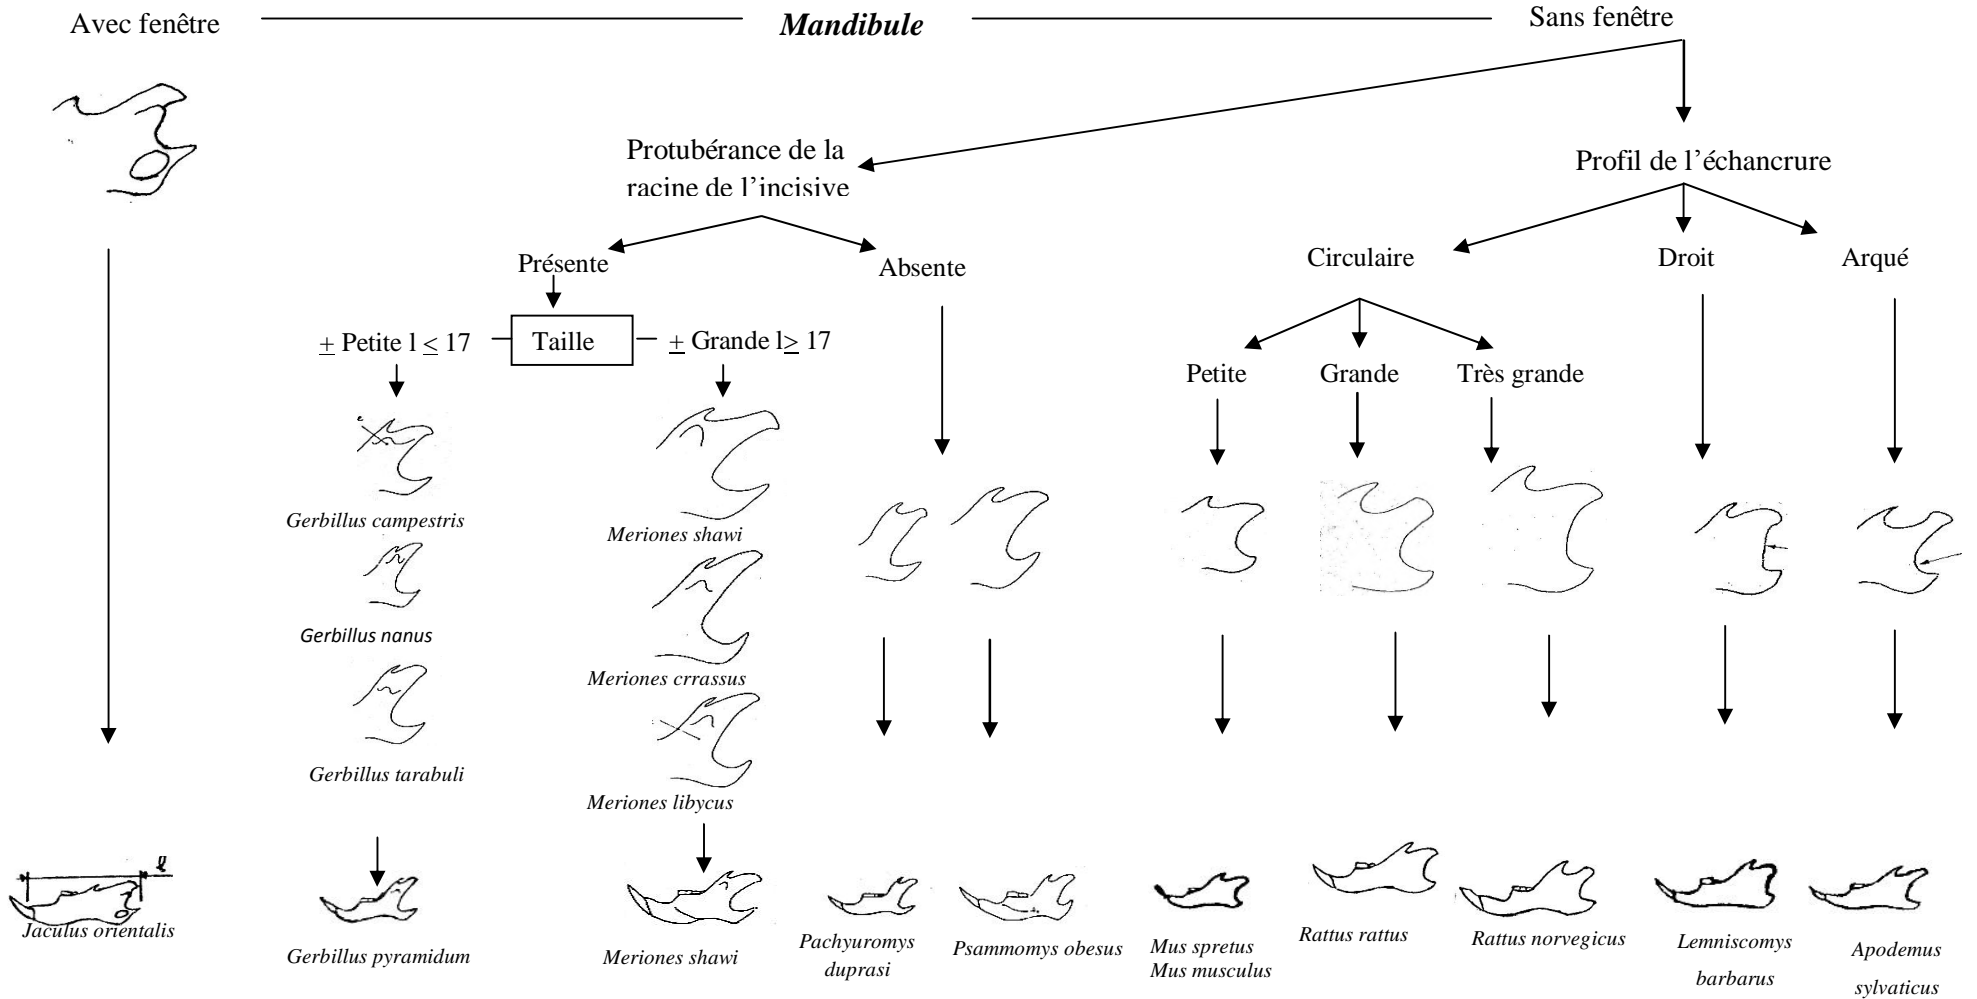 Avec fenêtre
Mandibule
Sans fenêtre
Protubérance de la
racine de l’incisive
Profil de l’échancrure
Présente
Absente
Circulaire
Droit
Arqué
+ Petite l ≤ 17
Taille
+ Grande l≥ 17
Petite
Grande
Très grande
Gerbillus campestris
Meriones shawi
Gerbillus nanus
Meriones crrassus
Gerbillus tarabuli
Meriones libycus
ℓ
Jaculus orientalis
Gerbillus pyramidum
Meriones shawi
Pachyuromys
duprasi
Psammomys obesus
Mus spretus
Mus musculus
Rattus rattus
Rattus norvegicus
Lemniscomys
barbarus
Apodemus
sylvaticus